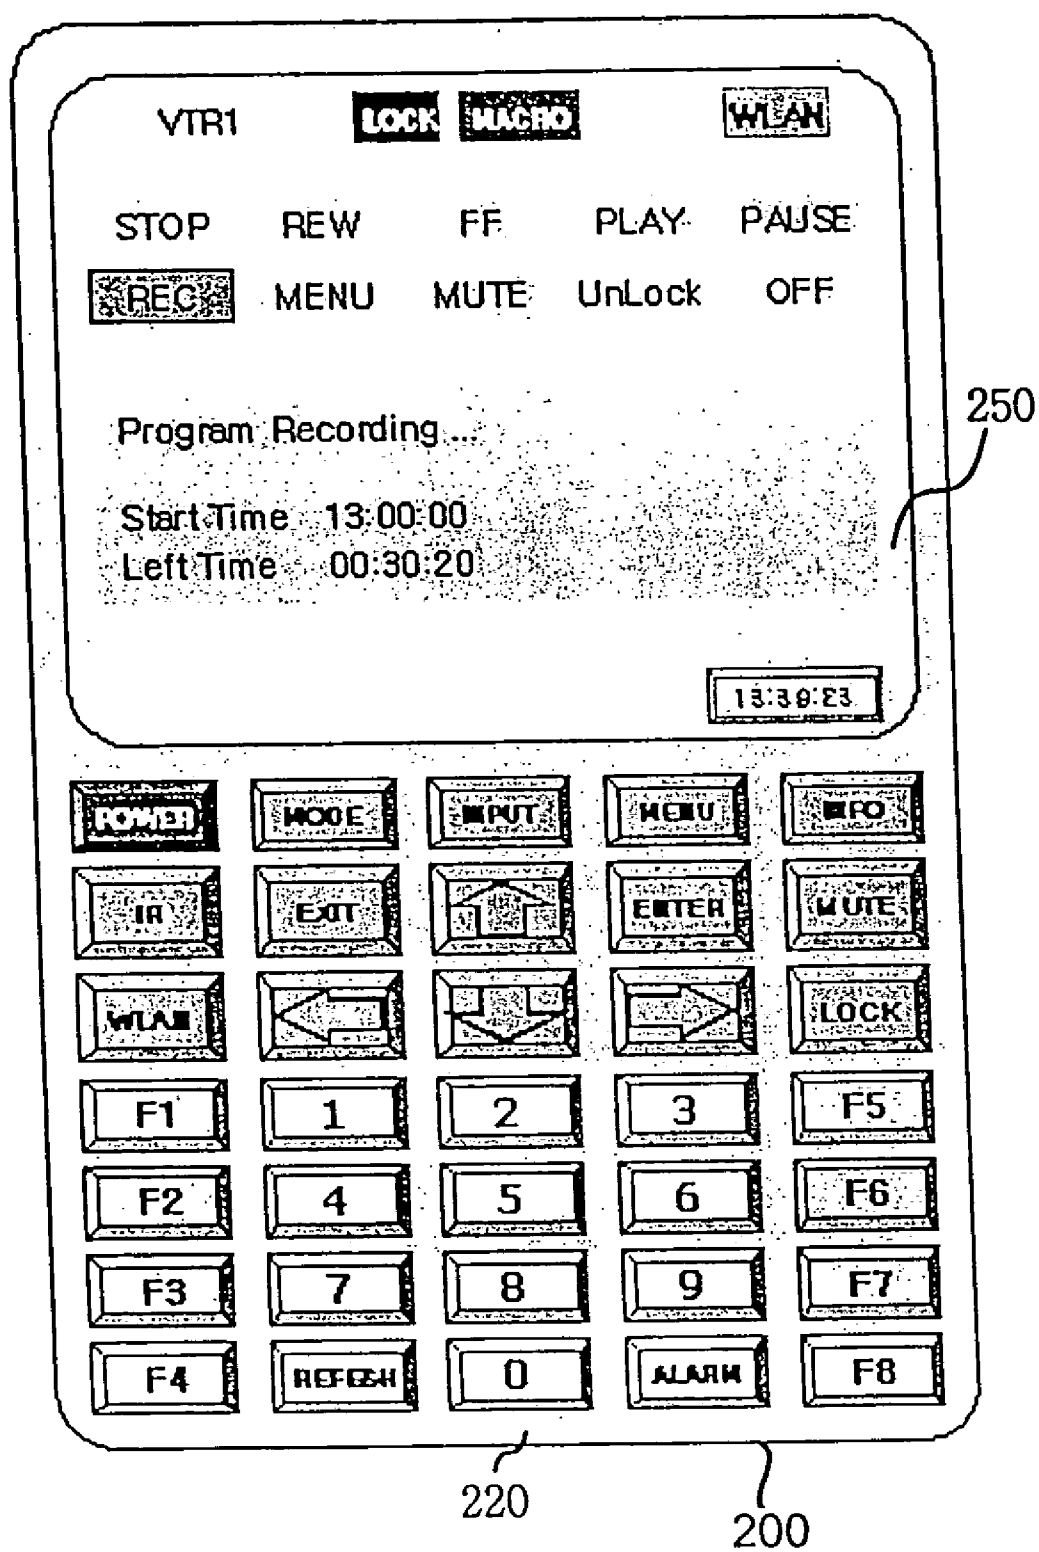 VTR1 LOCK MACRO WLAN
STOP REW FF PLAY PAUSE
REC MENU MUTE UnLock OFF
250
Program Recording ...
Start Time 13:00:00
Left Time 00:30:20
POWER MODE INPUT MENU INFO
IR EXIT ENTER MUTE
WLAN LOCK
F1 1 2 3 F5
F2 4 5 6 F6
F3 7 8 9 F7
F4 0 ALARM F8
220
200